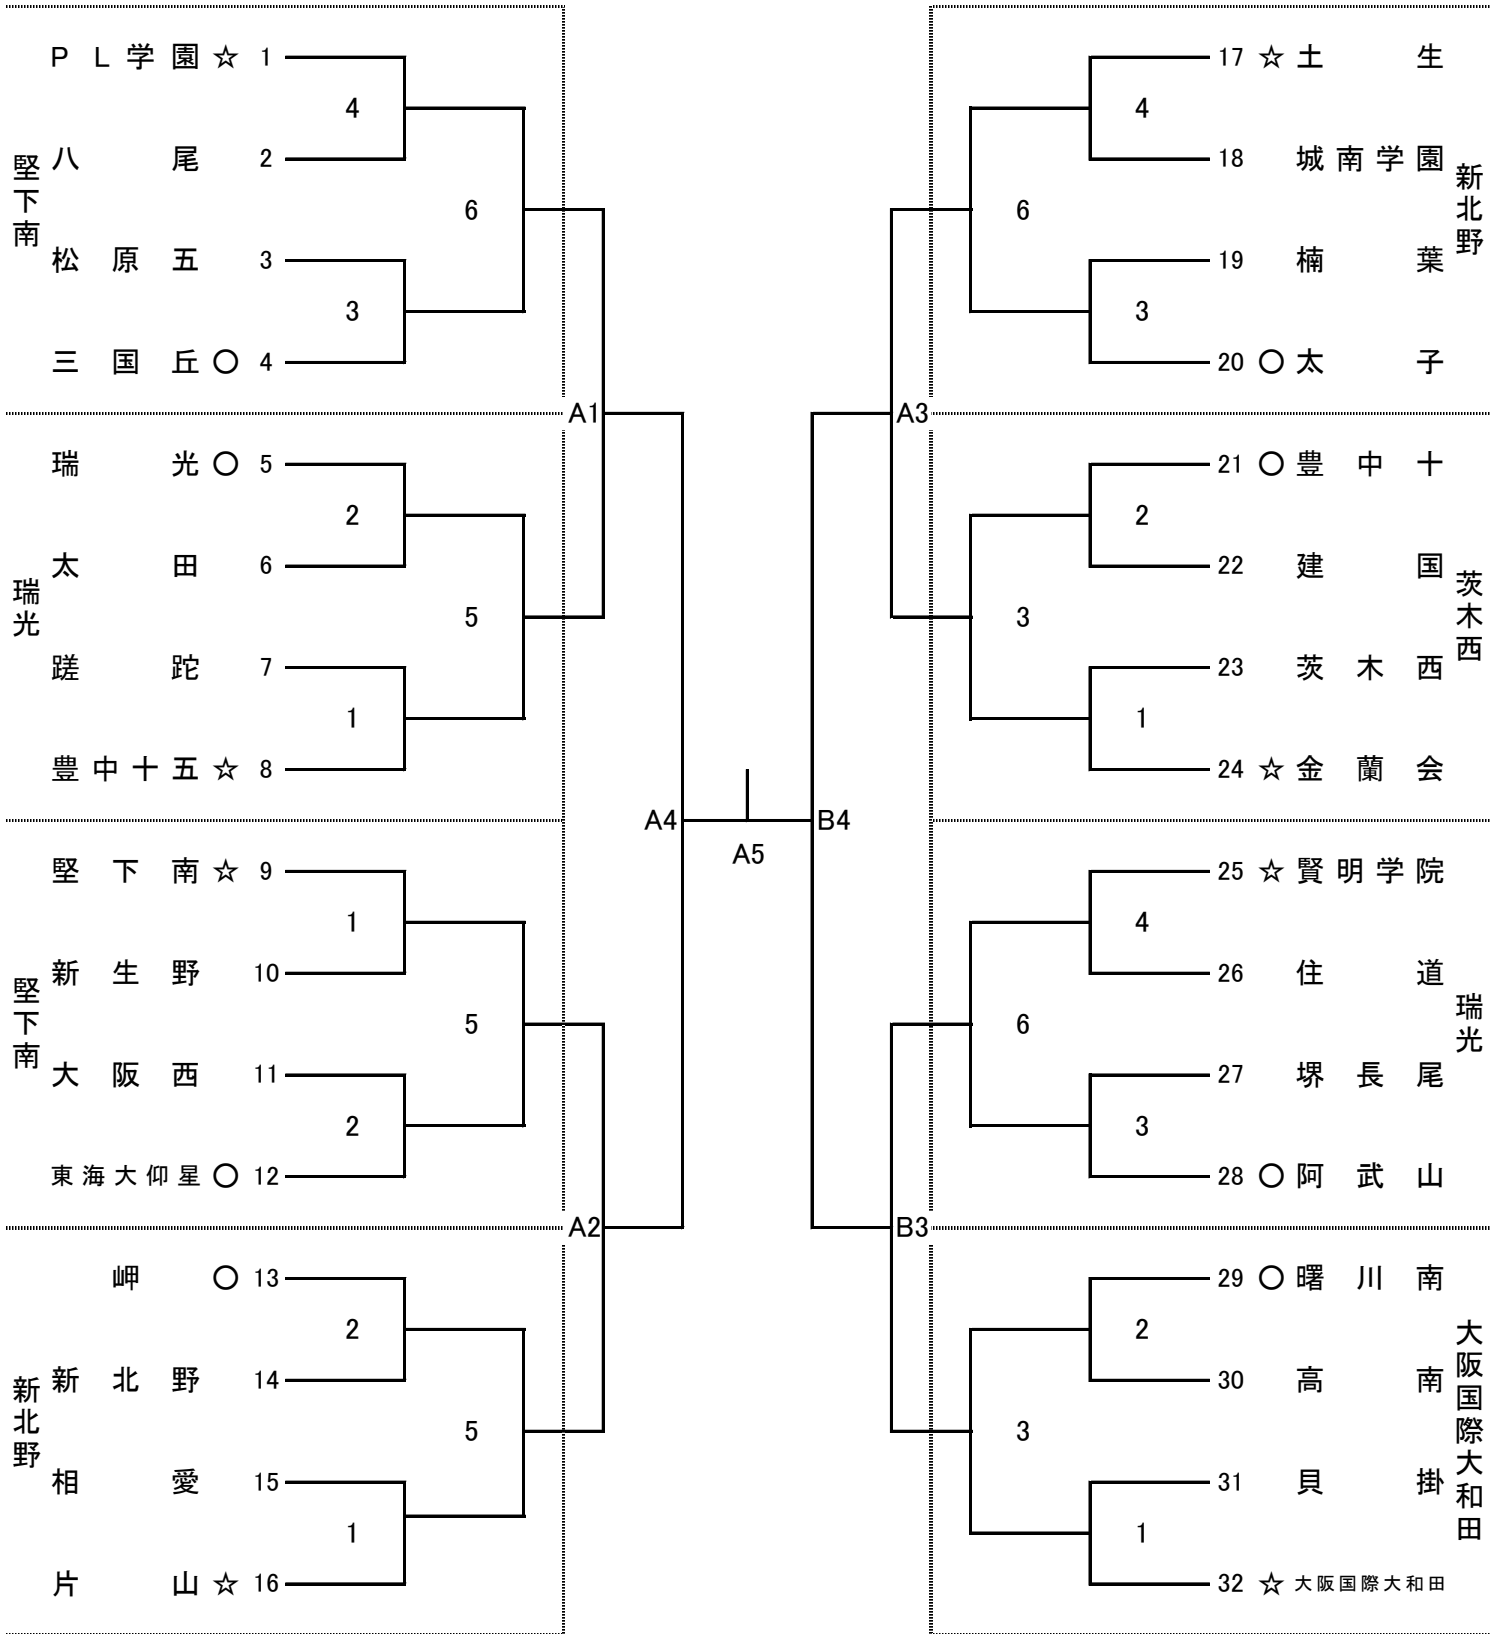 PL学園 ☆ 1
4
八尾 2
堅下南
6
松原五 3
3
三国丘 ○ 4
A1
瑞光 ○ 5
2
太田 6
瑞光
5
蹉跎 7
1
豊中十五 ☆ 8
A4
堅下南 ☆ 9
1
新生野 10
堅下南
5
大阪西 11
2
東海大仰星 ○ 12
A2
岬 ○ 13
2
新北野 14
新北野
5
相愛 15
1
片山 ☆ 16
A5
17 ☆ 土生
4
18 城南学園
新北野
6
19 楠葉
3
20 ○ 太子
A3
21 ○ 豊中十
2
22 建国
茨木西
3
23 茨木西
1
24 ☆ 金蘭会
B4
25 ☆ 賢明学院
4
26 住道
瑞光
6
27 堺長尾
3
28 ○ 阿武山
B3
29 ○ 曙川南
2
30 高南
大阪国際大和田
3
31 貝掛
1
32 ☆ 大阪国際大和田